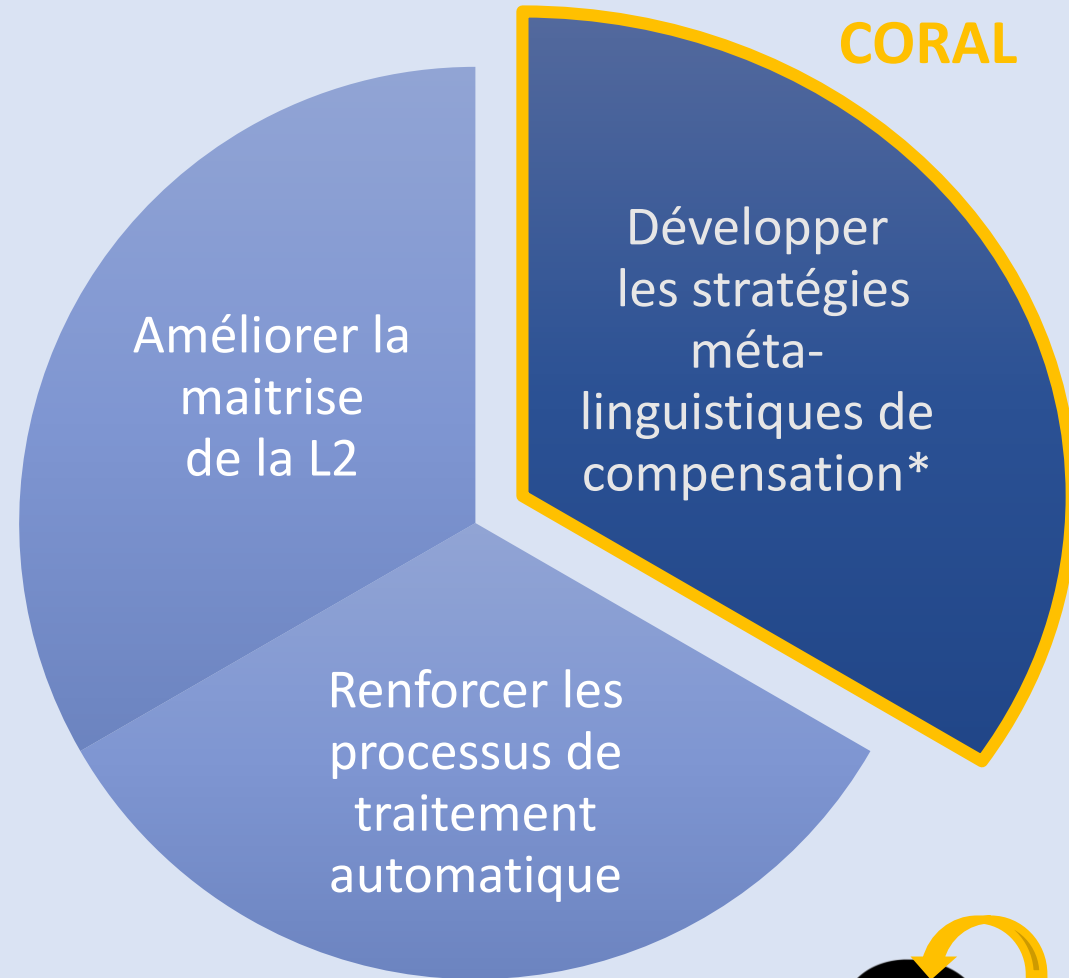 CORAL
Développer
les stratégies
méta-
linguistiques de
compensation*
Améliorer la
maitrise
de la L2
Renforcer les
processus de
traitement
automatique